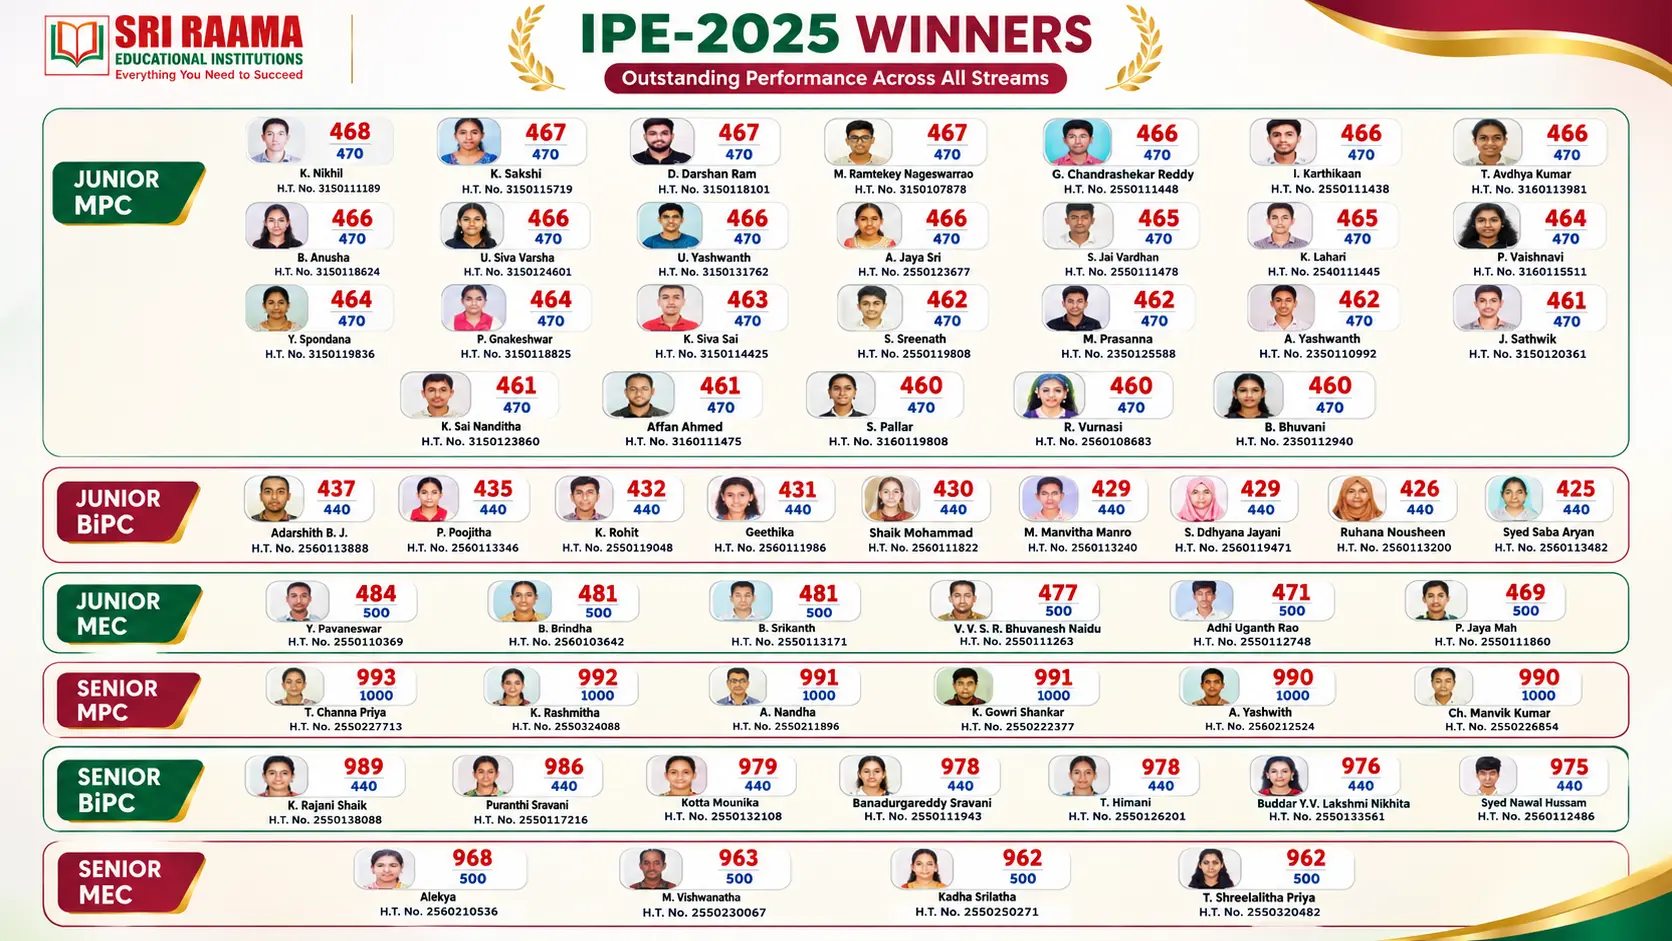 SRI RAAMA
EDUCATIONAL INSTITUTIONS
Everything You Need to Succeed
IPE-2025 WINNERS
Outstanding Performance Across All Streams
JUNIOR
MPC
468
470
K. Nikhil
H.T. No. 3150111189
467
470
K. Sakshi
H.T. No. 3150115719
467
470
D. Darshan Ram
H.T. No. 3150118101
467
470
M. Ramtekey Nageswarrao
H.T. No. 3150107878
466
470
G. Chandrashekar Reddy
H.T. No. 2550111448
466
470
I. Karthikaan
H.T. No. 2550111438
466
470
T. Avdhya Kumar
H.T. No. 3160113981
466
470
B. Anusha
H.T. No. 3150118624
466
470
U. Siva Varsha
H.T. No. 3150124601
466
470
U. Yashwanth
H.T. No. 3150131762
466
470
A. Jaya Sri
H.T. No. 2550123677
465
470
S. Jai Vardhan
H.T. No. 2550111478
465
470
K. Lahari
H.T. No. 2540111445
464
470
P. Vaishnavi
H.T. No. 3160115511
464
470
Y. Spondana
H.T. No. 3150119836
464
470
P. Gnakeshwar
H.T. No. 3150118825
463
470
K. Siva Sai
H.T. No. 3150114425
462
470
S. Sreenath
H.T. No. 2550119808
462
470
M. Prasanna
H.T. No. 2350125588
462
470
A. Yashwanth
H.T. No. 2350110992
461
470
J. Sathwik
H.T. No. 3150120361
461
470
K. Sai Nanditha
H.T. No. 3150123860
461
470
Affan Ahmed
H.T. No. 3160111475
460
470
S. Pallar
H.T. No. 3160119808
460
470
R. Vurnasi
H.T. No. 2560108683
460
470
B. Bhuvani
H.T. No. 2350112940
JUNIOR
BiPC
437
440
Adarshith B. J.
H.T. No. 2560113888
435
440
P. Poojitha
H.T. No. 2560113346
432
440
K. Rohit
H.T. No. 2550119048
431
440
Geethika
H.T. No. 2560111986
430
440
Shaik Mohammad
H.T. No. 2560111822
429
440
M. Manvitha Manro
H.T. No. 2560113240
429
440
S. Ddhyana Jayani
H.T. No. 2560119471
426
440
Ruhana Nousheen
H.T. No. 2560113200
425
440
Syed Saba Aryan
H.T. No. 2560113482
JUNIOR
MEC
484
500
Y. Pavaneswar
H.T. No. 2550110369
481
500
B. Brindha
H.T. No. 2560103642
481
500
B. Srikanth
H.T. No. 2550113171
477
500
V. V. S. R. Bhuvanesh Naidu
H.T. No. 2550111263
471
500
Adhi Uganth Rao
H.T. No. 2550112748
469
500
P. Jaya Mah
H.T. No. 2550111860
SENIOR
MPC
993
1000
T. Channa Priya
H.T. No. 2550227713
992
1000
K. Rashmitha
H.T. No. 2550324088
991
1000
A. Nandha
H.T. No. 2550211896
991
1000
K. Gowri Shankar
H.T. No. 2550222377
990
1000
A. Yashwith
H.T. No. 2560212524
990
1000
Ch. Manvik Kumar
H.T. No. 2550226854
SENIOR
BiPC
989
440
K. Rajani Shaik
H.T. No. 2550138088
986
440
Puranthi Sravani
H.T. No. 2550117216
979
440
Kotta Mounika
H.T. No. 2550132108
978
440
Banadurgareddy Sravani
H.T. No. 2550111943
978
440
T. Himani
H.T. No. 2550126201
976
440
Buddar Y.V. Lakshmi Nikhita
H.T. No. 2550133561
975
440
Syed Nawal Hussam
H.T. No. 2560112486
SENIOR
MEC
968
500
Alekya
H.T. No. 2560210536
963
500
M. Vishwanatha
H.T. No. 2550230067
962
500
Kadha Srilatha
H.T. No. 2550250271
962
500
T. Shreelalitha Priya
H.T. No. 2550320482